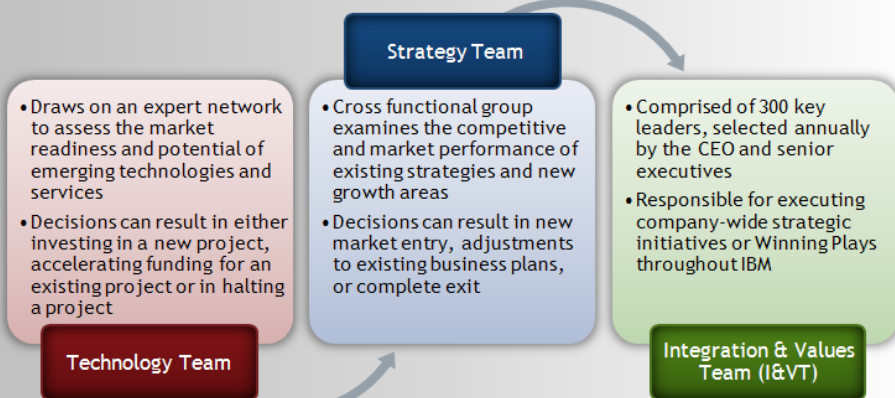 Strategy Team
• Draws on an expert network
to assess the market
readiness and potential of
emerging technologies and
services
• Decisions can result in either
investing in a new project,
accelerating funding for an
existing project or in halting
a project
Technology Team
• Cross functional group
examines the competitive
and market performance of
existing strategies and new
growth areas
• Decisions can result in new
market entry, adjustments
to existing business plans,
or complete exit
• Comprised of 300 key
leaders, selected annually
by the CEO and senior
executives
• Responsible for executing
company-wide strategic
initiatives or Winning Plays
throughout IBM
Integration & Values
Team (I&VT)